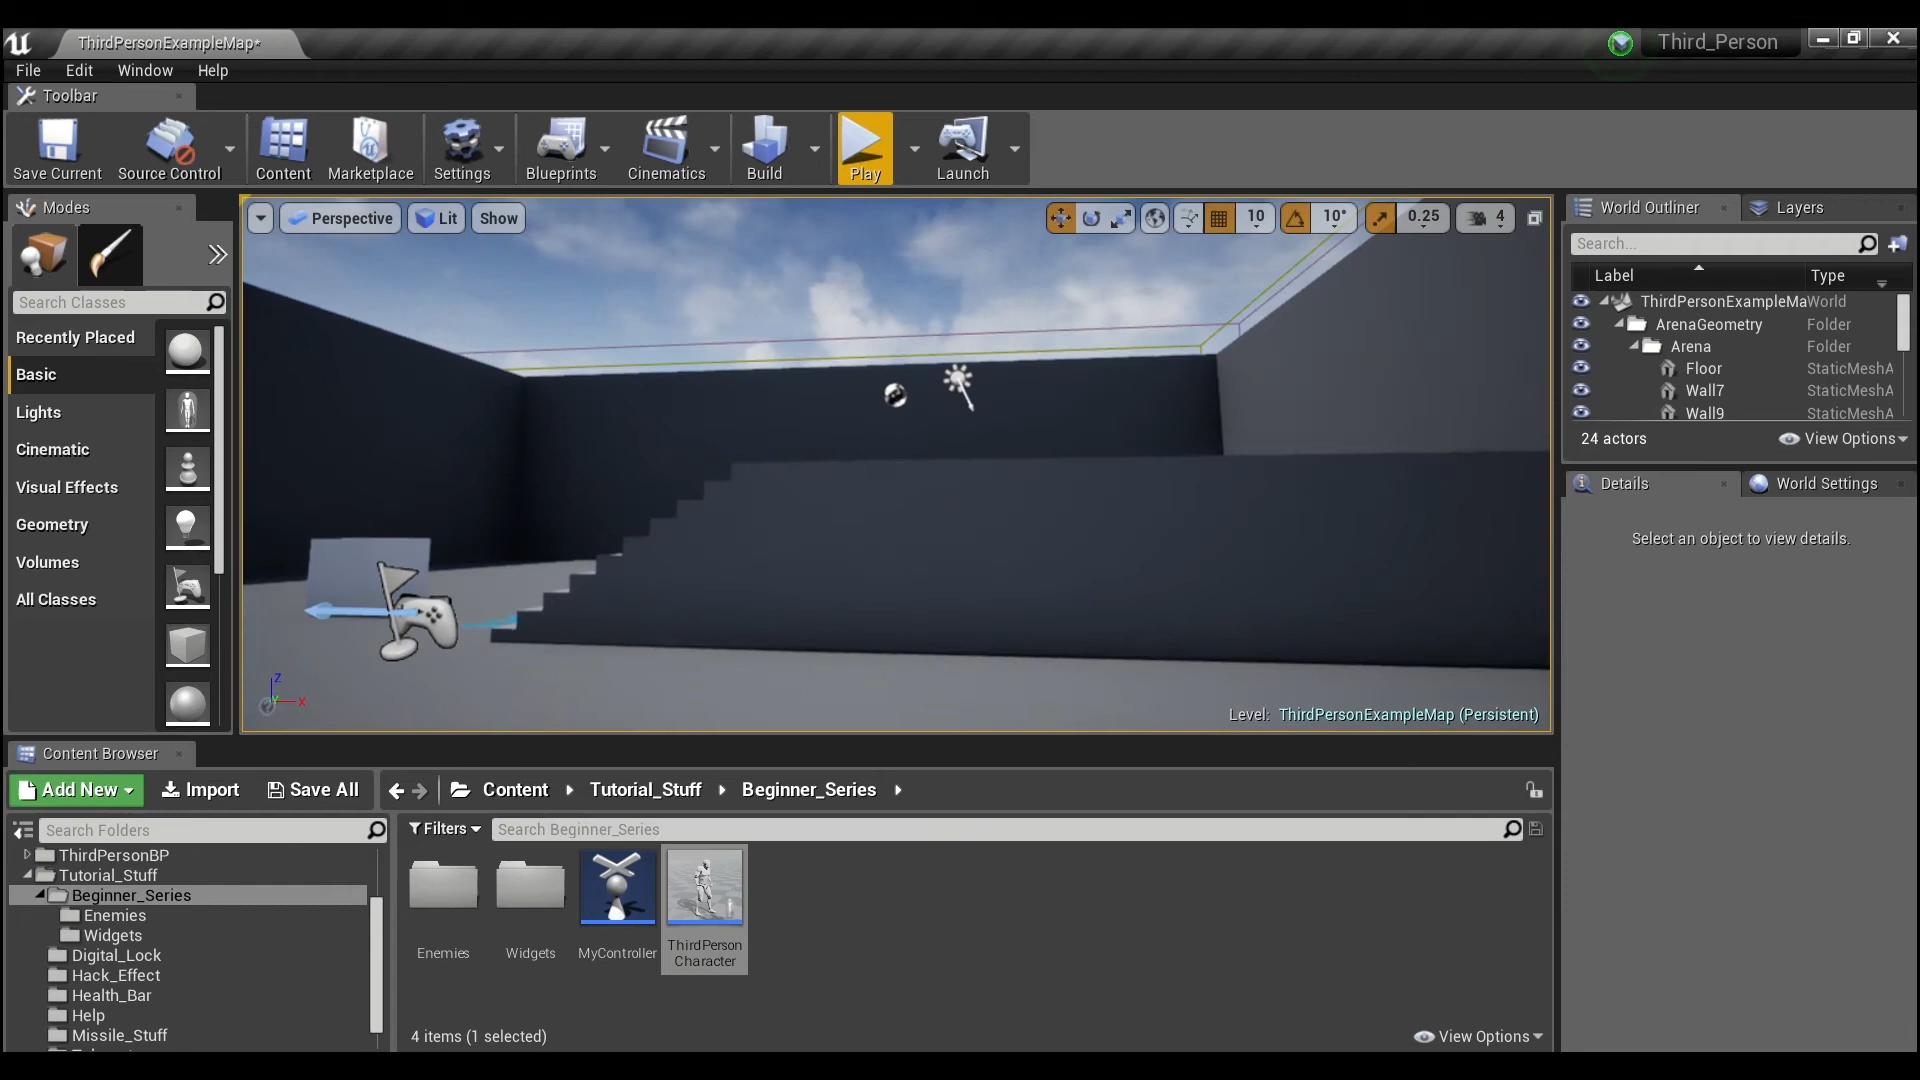 ThirdPersonExampleMap*
Third_Person
File Edit Window Help
Toolbar
Save Current Source Control Content Marketplace Settings Blueprints Cinematics Build Play Launch
Modes
Search Classes
Recently Placed
Basic
Lights
Cinematic
Visual Effects
Geometry
Volumes
All Classes
Perspective Lit Show
10 10° 0.25 4
Z
X
Level: ThirdPersonExampleMap (Persistent)
World Outliner Layers
Search...
Label Type
ThirdPersonExampleMa World
ArenaGeometry Folder
Arena Folder
Floor StaticMeshA
Wall7 StaticMeshA
Wall9 StaticMeshA
24 actors View Options
Details World Settings
Select an object to view details.
Content Browser
Add New Import Save All Content Tutorial_Stuff Beginner_Series
Search Folders
ThirdPersonBP
Tutorial_Stuff
Beginner_Series
Enemies
Widgets
Digital_Lock
Hack_Effect
Health_Bar
Help
Missile_Stuff
Filters Search Beginner_Series
Enemies Widgets MyController ThirdPerson
Character
4 items (1 selected) View Options